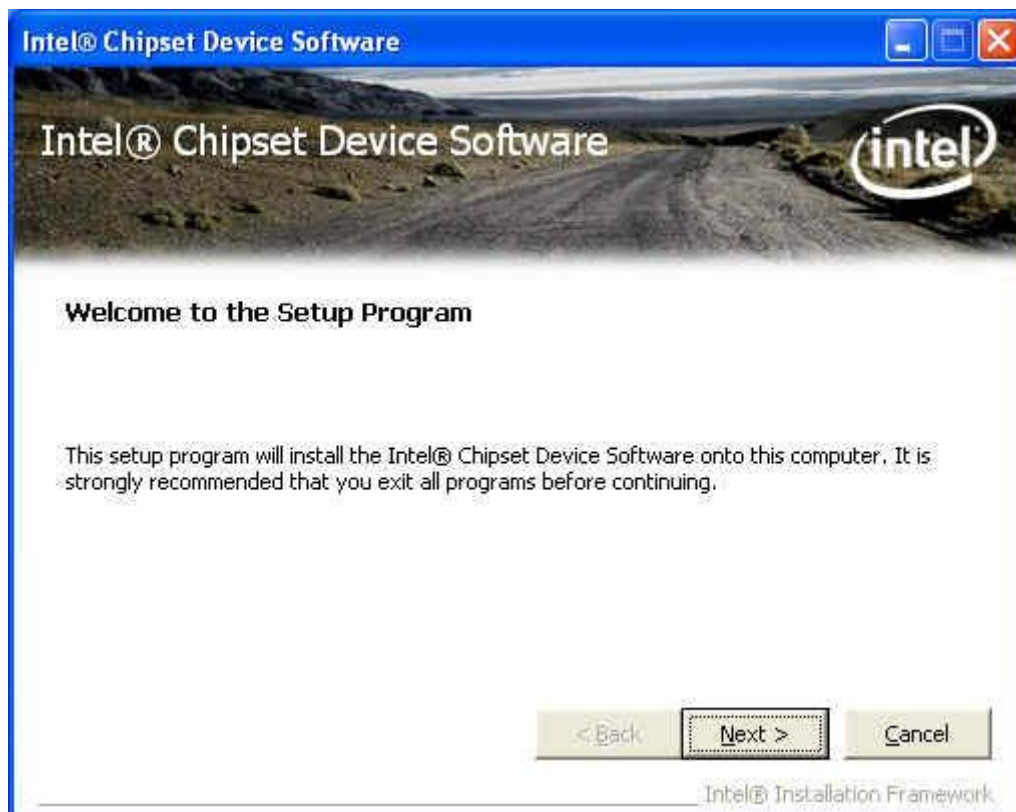 Intel® Chipset Device Software
Intel® Chipset Device Software
intel
Welcome to the Setup Program
This setup program will install the Intel® Chipset Device Software onto this computer. It is
strongly recommended that you exit all programs before continuing.
< Back
Next >
Cancel
Intel® Installation Framework